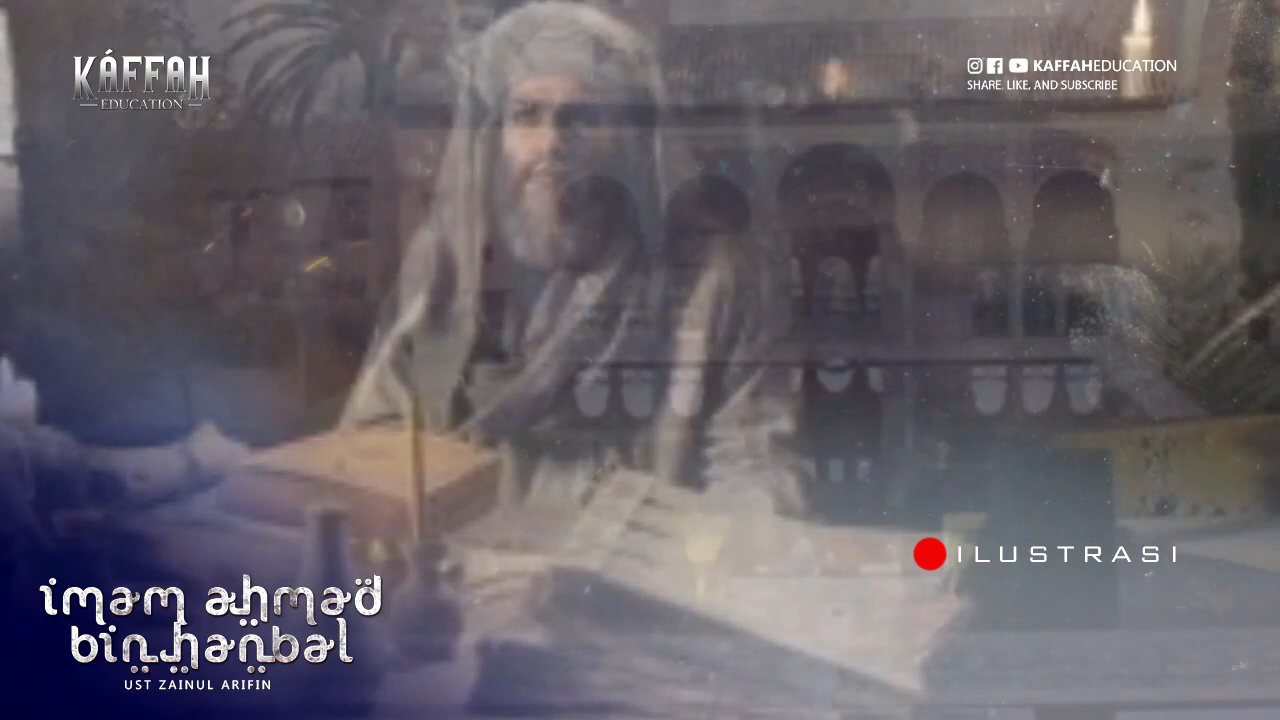 KÁFFAH
EDUCATION
KAFFAHEDUCATION
SHARE, LIKE, AND SUBSCRIBE
ILUSTRASI
imam ahmad
bin hanbal
UST ZAINUL ARIFIN